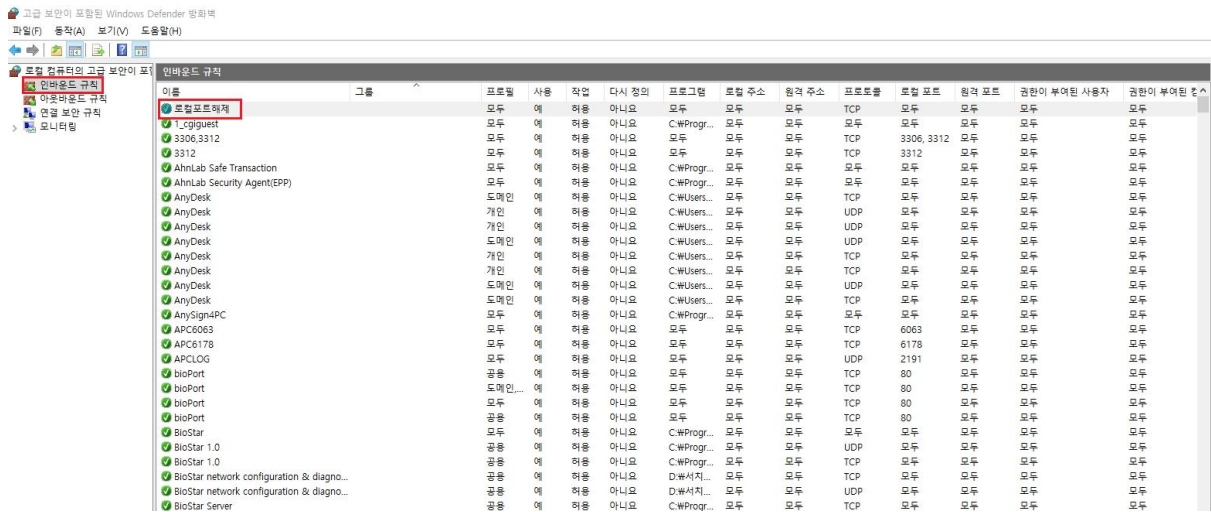 고급 보안이 포함된 Windows Defender 방화벽
파일(F) 동작(A) 보기(V) 도움말(H)
로컬 컴퓨터의 고급 보안이 포
인바운드 규칙
아웃바운드 규칙
연결 보안 규칙
모니터링
인바운드 규칙
이름 그룹 프로필 사용 작업 다시 정의 프로그램 로컬 주소 원격 주소 프로토콜 로컬 포트 원격 포트 권한이 부여된 사용자 권한이 부여된 컴
로컬포트해제 모두 예 허용 아니요 모두 모두 모두 TCP 모두 모두 모두 모두
1_cgiguest 모두 예 허용 아니요 C:₩Progr... 모두 모두 모두 모두 모두 모두 모두
3306,3312 모두 예 허용 아니요 모두 모두 모두 TCP 3306, 3312 모두 모두 모두
3312 모두 예 허용 아니요 모두 모두 모두 TCP 3312 모두 모두 모두
AhnLab Safe Transaction 모두 예 허용 아니요 C:₩Progr... 모두 모두 모두 모두 모두 모두 모두
AhnLab Security Agent(EPP) 모두 예 허용 아니요 C:₩Progr... 모두 모두 모두 모두 모두 모두 모두
AnyDesk 도메인 예 허용 아니요 C:₩Users... 모두 모두 TCP 모두 모두 모두 모두
AnyDesk 개인 예 허용 아니요 C:₩Users... 모두 모두 UDP 모두 모두 모두 모두
AnyDesk 개인 예 허용 아니요 C:₩Users... 모두 모두 UDP 모두 모두 모두 모두
AnyDesk 도메인 예 허용 아니요 C:₩Users... 모두 모두 UDP 모두 모두 모두 모두
AnyDesk 개인 예 허용 아니요 C:₩Users... 모두 모두 TCP 모두 모두 모두 모두
AnyDesk 개인 예 허용 아니요 C:₩Users... 모두 모두 TCP 모두 모두 모두 모두
AnyDesk 도메인 예 허용 아니요 C:₩Users... 모두 모두 UDP 모두 모두 모두 모두
AnyDesk 도메인 예 허용 아니요 C:₩Users... 모두 모두 TCP 모두 모두 모두 모두
AnySign4PC 모두 예 허용 아니요 C:₩Progr... 모두 모두 모두 모두 모두 모두 모두
APC6063 모두 예 허용 아니요 모두 모두 모두 TCP 6063 모두 모두 모두
APC6178 모두 예 허용 아니요 모두 모두 모두 TCP 6178 모두 모두 모두
APCLOG 모두 예 허용 아니요 모두 모두 모두 UDP 2191 모두 모두 모두
bioPort 공용 예 허용 아니요 모두 모두 모두 TCP 80 모두 모두 모두
bioPort 도메인,... 예 허용 아니요 모두 모두 모두 TCP 80 모두 모두 모두
bioPort 모두 예 허용 아니요 모두 모두 모두 TCP 80 모두 모두 모두
bioPort 공용 예 허용 아니요 모두 모두 모두 TCP 80 모두 모두 모두
BioStar 모두 예 허용 아니요 C:₩Progr... 모두 모두 모두 모두 모두 모두 모두
BioStar 1.0 공용 예 허용 아니요 C:₩Progr... 모두 모두 UDP 모두 모두 모두 모두
BioStar 1.0 공용 예 허용 아니요 C:₩Progr... 모두 모두 TCP 모두 모두 모두 모두
BioStar network configuration & diagno... 공용 예 허용 아니요 D:₩서치... 모두 모두 TCP 모두 모두 모두 모두
BioStar network configuration & diagno... 공용 예 허용 아니요 D:₩서치... 모두 모두 UDP 모두 모두 모두 모두
BioStar Server 공용 예 허용 아니요 C:₩Progr... 모두 모두 TCP 모두 모두 모두 모두